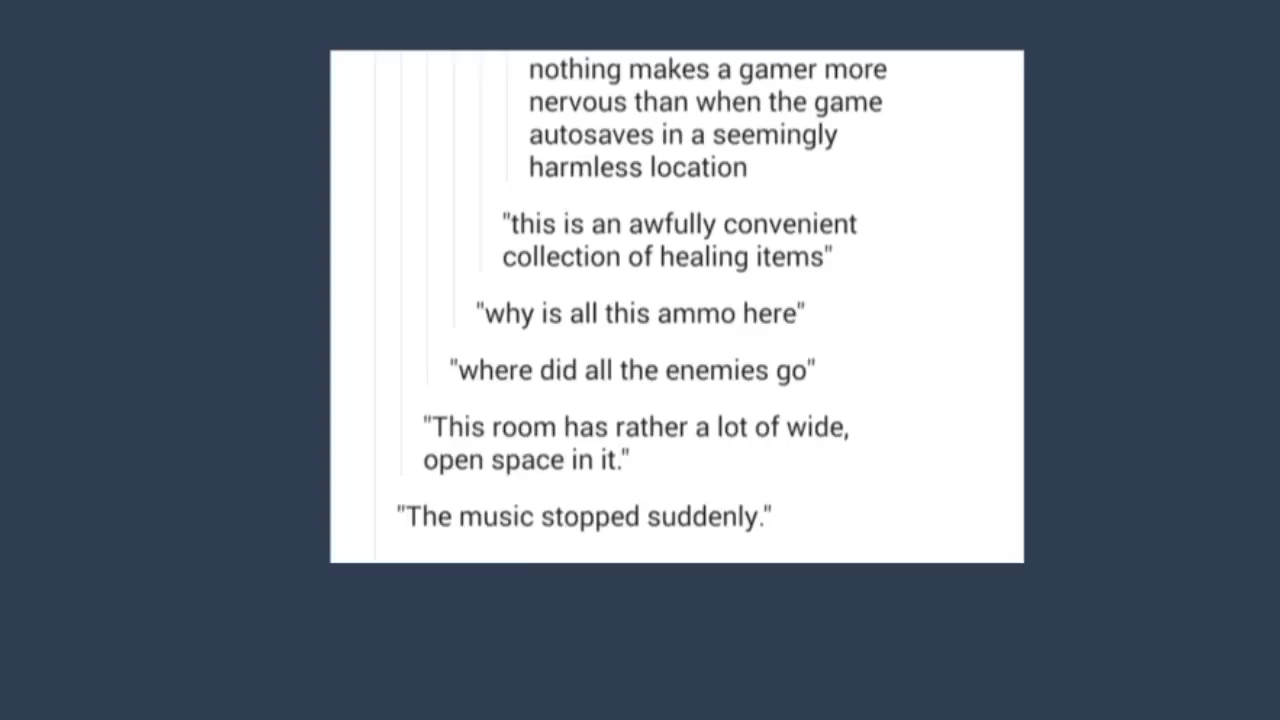 nothing makes a gamer more
nervous than when the game
autosaves in a seemingly
harmless location
"this is an awfully convenient
collection of healing items"
"why is all this ammo here"
"where did all the enemies go"
"This room has rather a lot of wide,
open space in it."
"The music stopped suddenly."